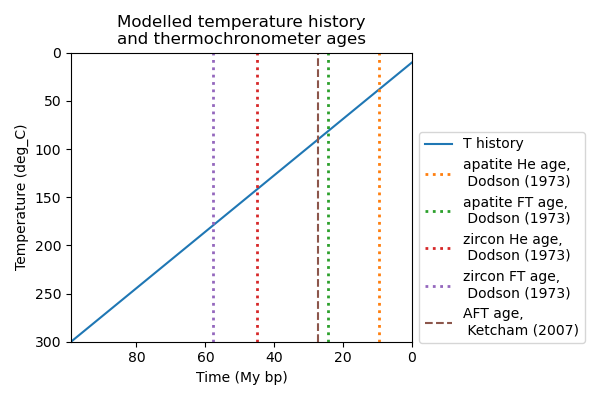 Modelled temperature history
and thermochronometer ages
0
50
100
150
200
250
300
Temperature (deg_C)
80
60
40
20
0
Time (My bp)
T history
apatite He age,
Dodson (1973)
apatite FT age,
Dodson (1973)
zircon He age,
Dodson (1973)
zircon FT age,
Dodson (1973)
AFT age,
Ketcham (2007)